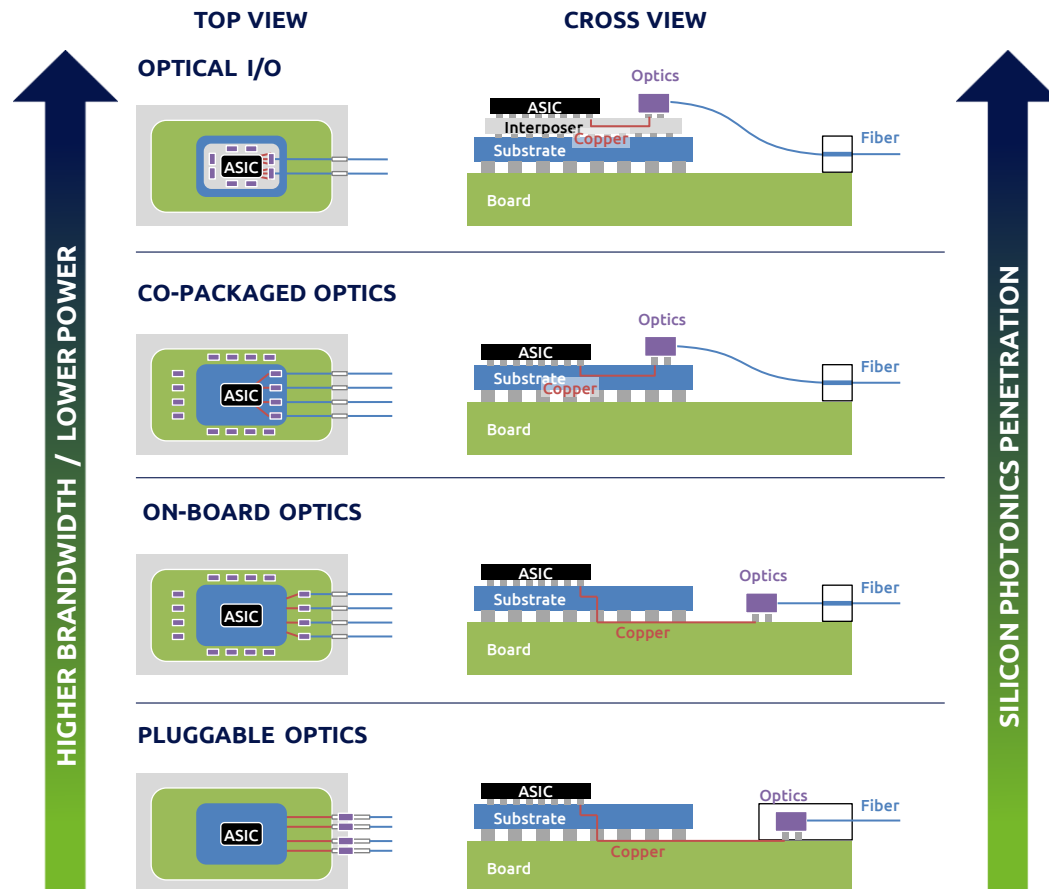 TOP VIEW
CROSS VIEW
OPTICAL I/O
ASIC
Optics
ASIC
Interposer
Copper
Substrate
Fiber
Board
CO-PACKAGED OPTICS
ASIC
Optics
ASIC
Substrate
Copper
Fiber
Board
ON-BOARD OPTICS
ASIC
ASIC
Optics
Substrate
Fiber
Copper
Board
PLUGGABLE OPTICS
ASIC
ASIC
Optics
Substrate
Fiber
Copper
Board
HIGHER BRANDWIDTH / LOWER POWER
SILICON PHOTONICS PENETRATION